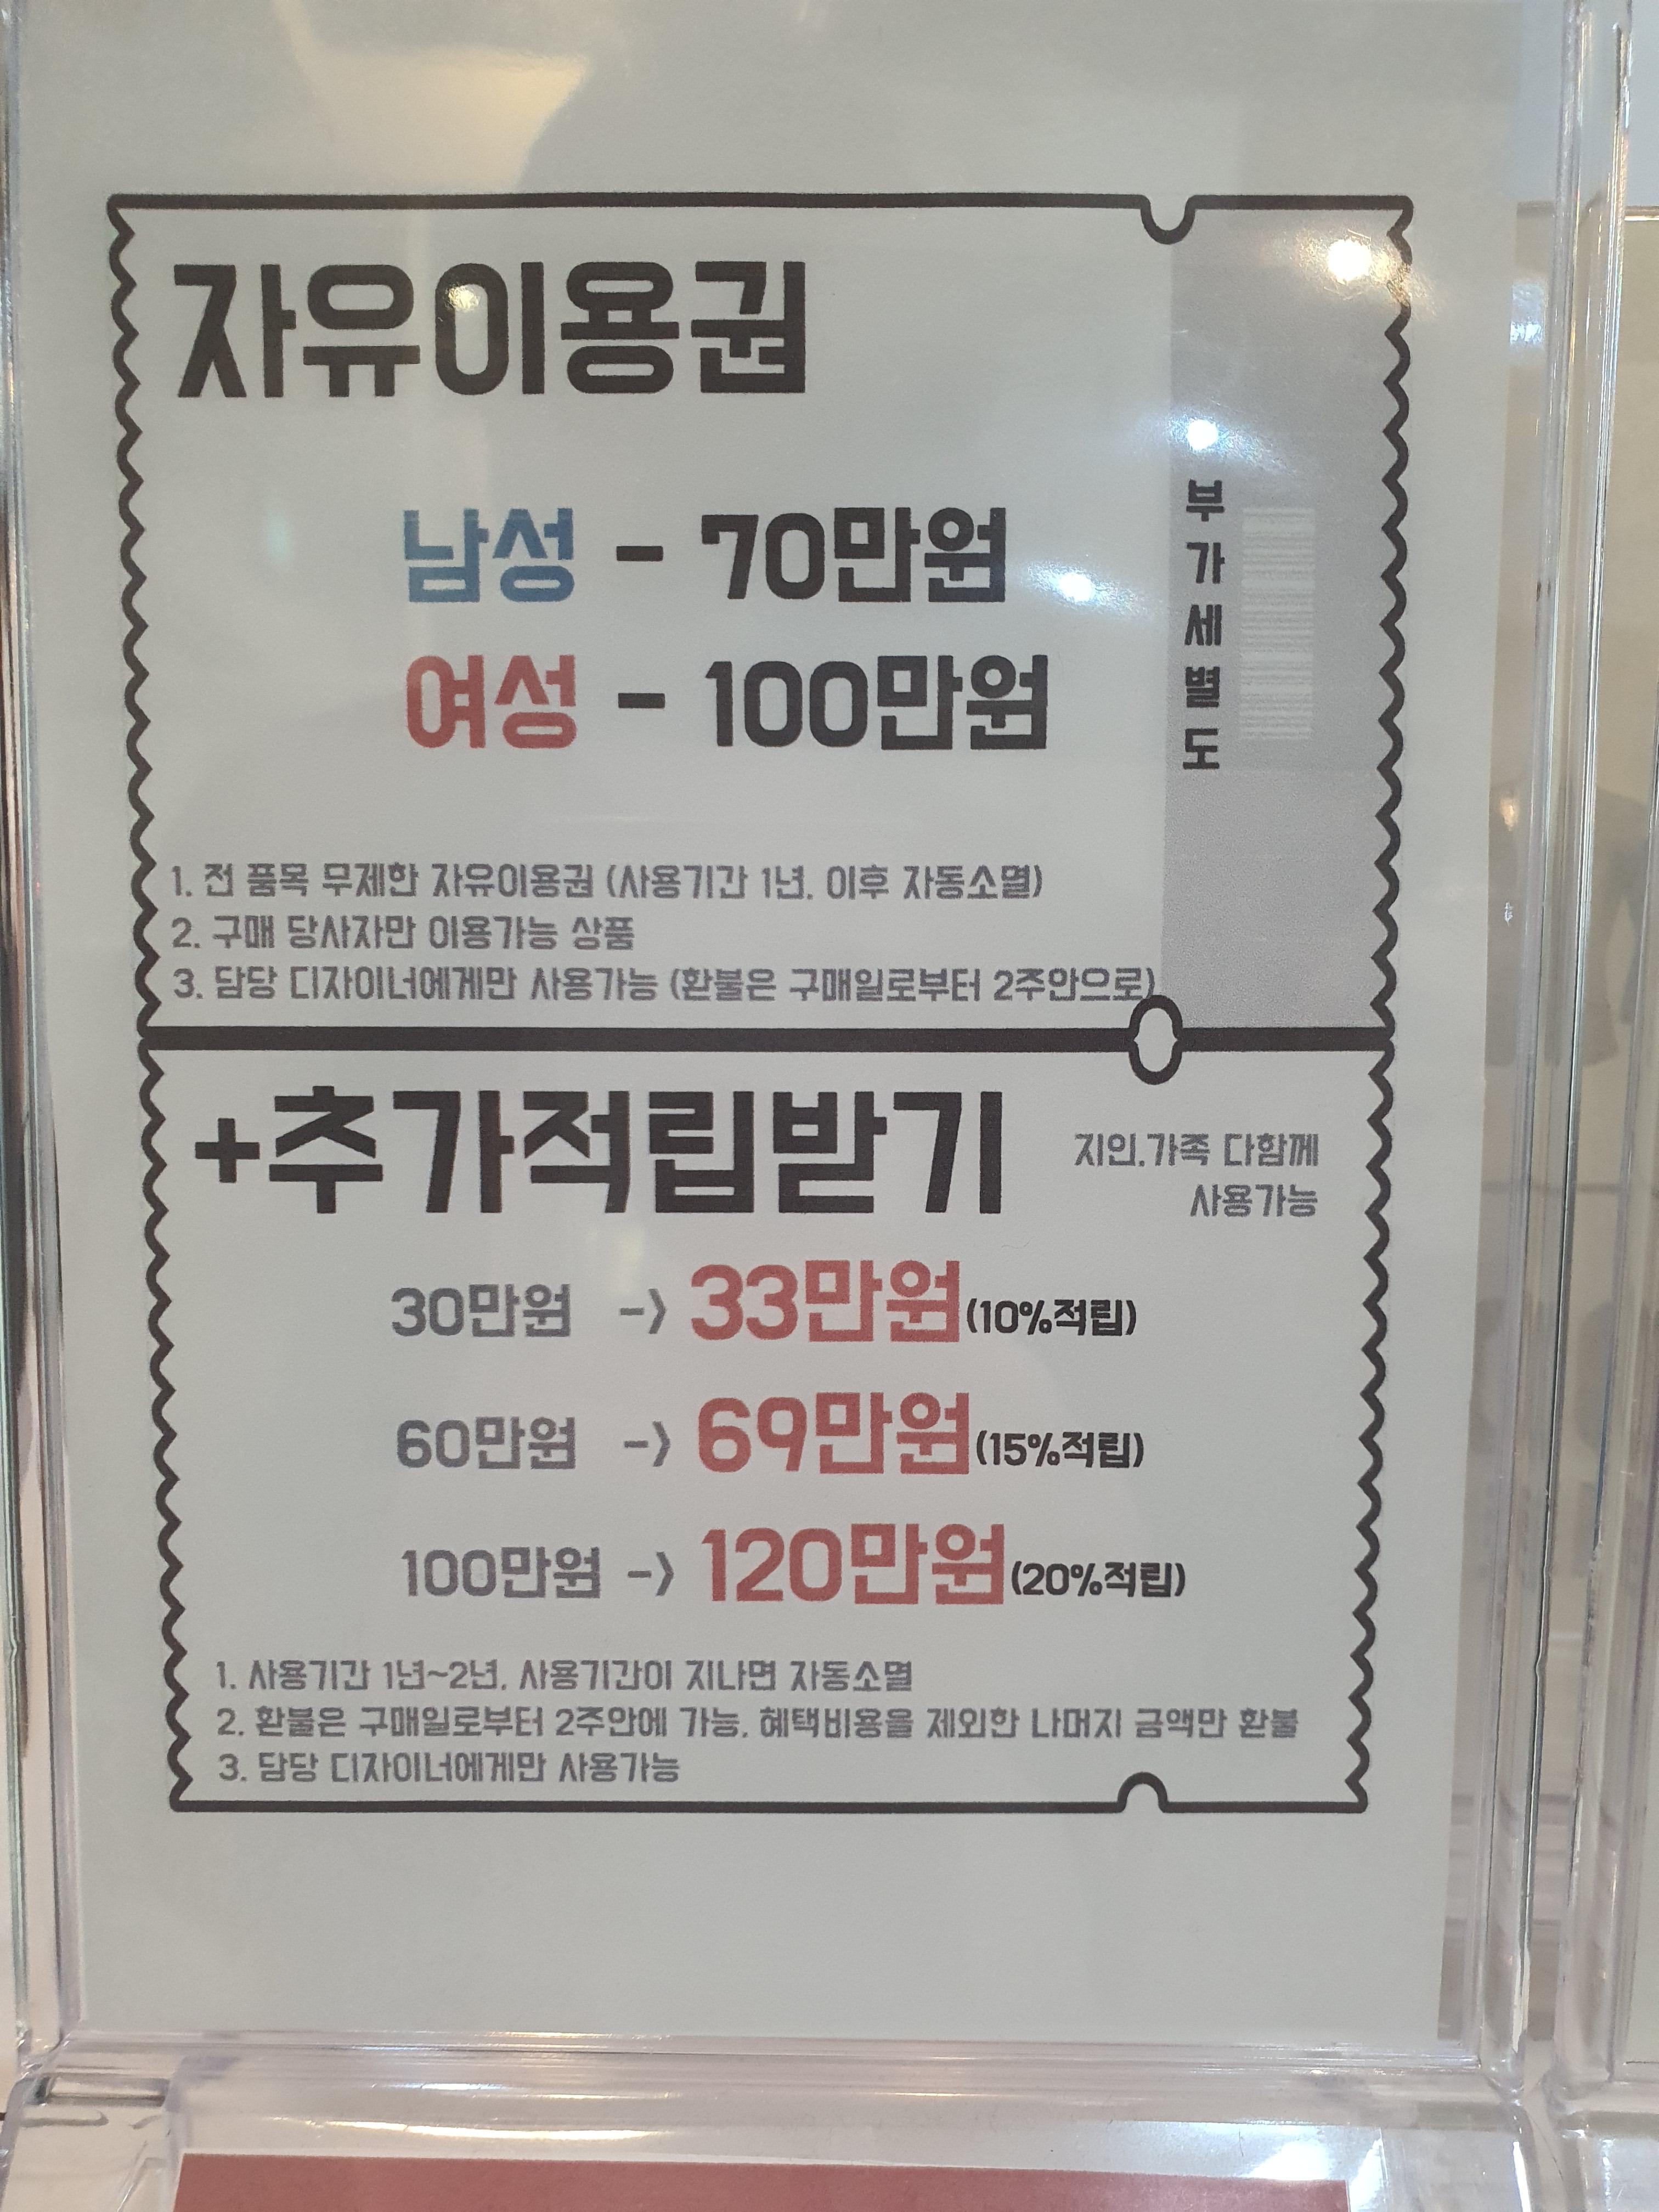 자유이용권
남성 - 70만원
여성 - 100만원
부가세별도
1. 전 품목 무제한 자유이용권 (사용기간 1년, 이후 자동소멸)
2. 구매 당사자만 이용가능 상품
3. 담당 디자이너에게만 사용가능 (환불은 구매일로부터 2주안으로)
+추가적립받기
지인,가족 다함께
사용가능
30만원 -> 33만원(10%적립)
60만원 -> 69만원(15%적립)
100만원 -> 120만원(20%적립)
1. 사용기간 1년~2년, 사용기간이 지나면 자동소멸
2. 환불은 구매일로부터 2주안에 가능, 혜택비용을 제외한 나머지 금액만 환불
3. 담당 디자이너에게만 사용가능